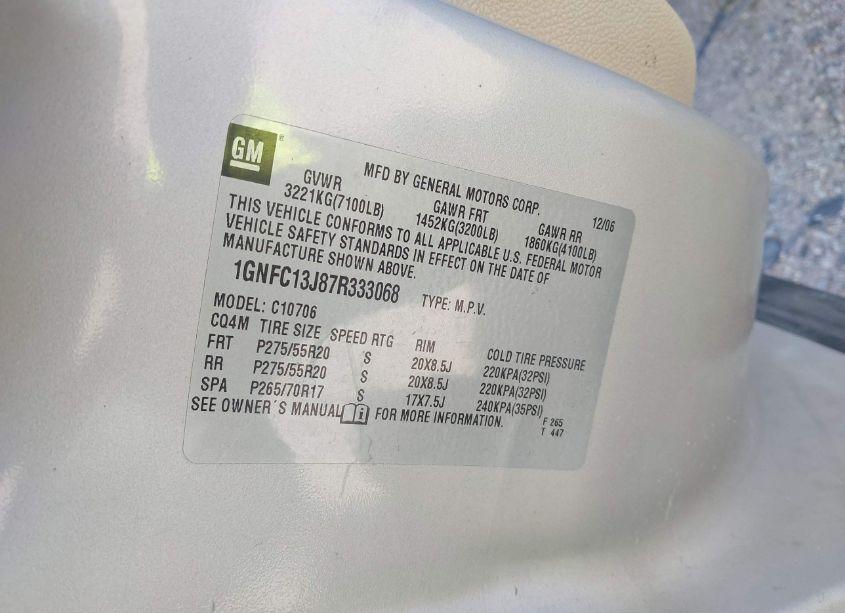 GM
MFD BY GENERAL MOTORS CORP. 12/06
GVWR GAWR FRT GAWR RR
3221KG(7100LB) 1452KG(3200LB) 1860KG(4100LB)
THIS VEHICLE CONFORMS TO ALL APPLICABLE U.S. FEDERAL MOTOR
VEHICLE SAFETY STANDARDS IN EFFECT ON THE DATE OF
MANUFACTURE SHOWN ABOVE.
1GNFC13J87R333068 TYPE: M.P.V.
MODEL: C10706
CQ4M TIRE SIZE SPEED RTG RIM COLD TIRE PRESSURE
FRT P275/55R20 S 20X8.5J 220KPA(32PSI)
RR P275/55R20 S 20X8.5J 220KPA(32PSI)
SPA P265/70R17 S 17X7.5J 240KPA(35PSI)
SEE OWNER´S MANUAL i FOR MORE INFORMATION.
F 265
T 447